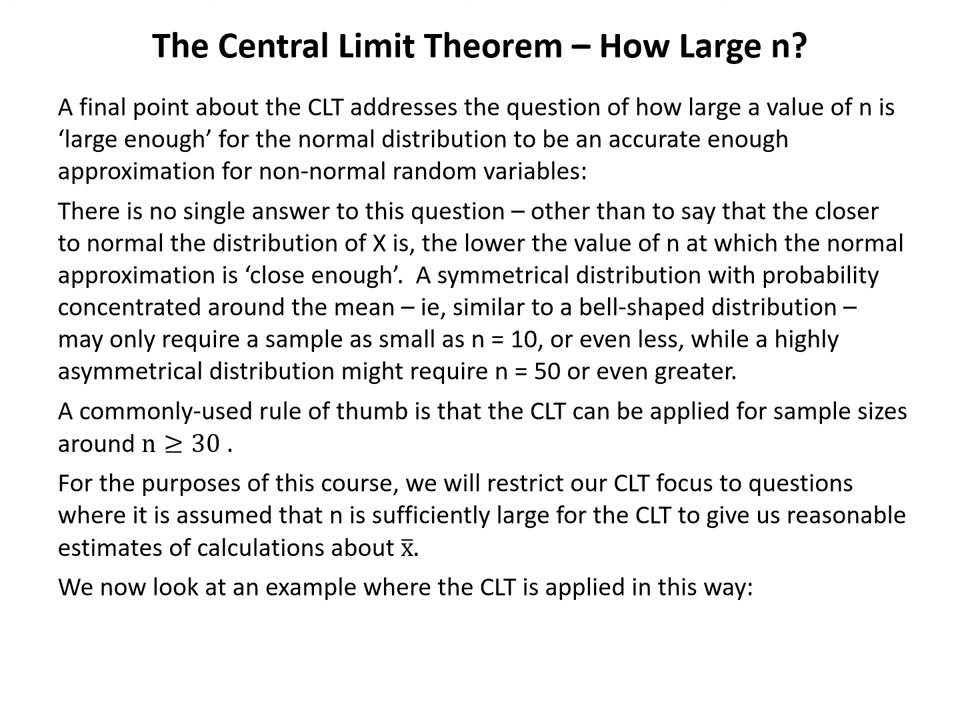 The Central Limit Theorem – How Large n?
A final point about the CLT addresses the question of how large a value of n is
‘large enough’ for the normal distribution to be an accurate enough
approximation for non-normal random variables:
There is no single answer to this question – other than to say that the closer
to normal the distribution of X is, the lower the value of n at which the normal
approximation is ‘close enough’.  A symmetrical distribution with probability
concentrated around the mean – ie, similar to a bell-shaped distribution –
may only require a sample as small as n = 10, or even less, while a highly
asymmetrical distribution might require n = 50 or even greater.
A commonly-used rule of thumb is that the CLT can be applied for sample sizes
around n ≥ 30 .
For the purposes of this course, we will restrict our CLT focus to questions
where it is assumed that n is sufficiently large for the CLT to give us reasonable
estimates of calculations about x̅.
We now look at an example where the CLT is applied in this way: